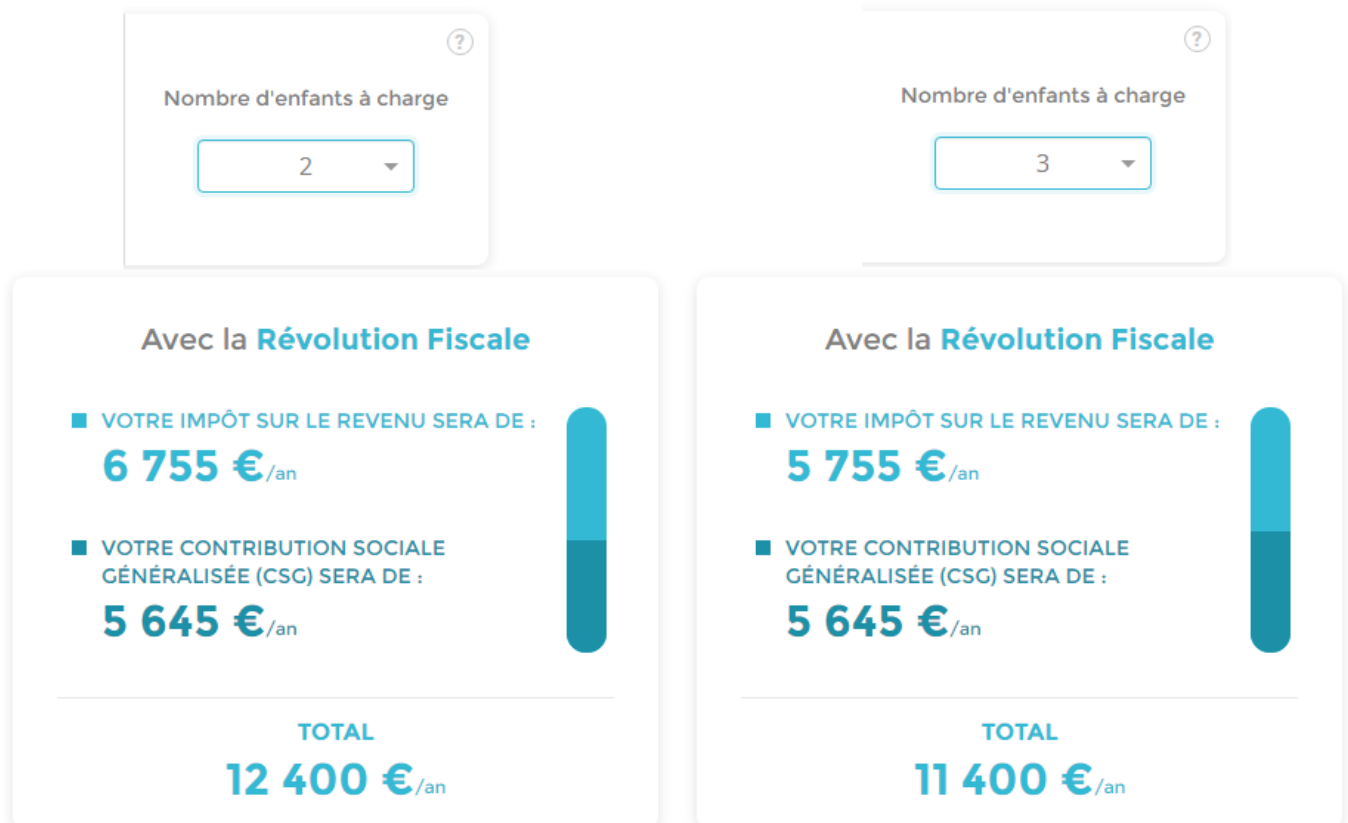 ?
Nombre d'enfants à charge
2
Avec la Révolution Fiscale
VOTRE IMPÔT SUR LE REVENU SERA DE :
6 755 €/an
VOTRE CONTRIBUTION SOCIALE
GÉNÉRALISÉE (CSG) SERA DE :
5 645 €/an
TOTAL
12 400 €/an
?
Nombre d'enfants à charge
3
Avec la Révolution Fiscale
VOTRE IMPÔT SUR LE REVENU SERA DE :
5 755 €/an
VOTRE CONTRIBUTION SOCIALE
GÉNÉRALISÉE (CSG) SERA DE :
5 645 €/an
TOTAL
11 400 €/an